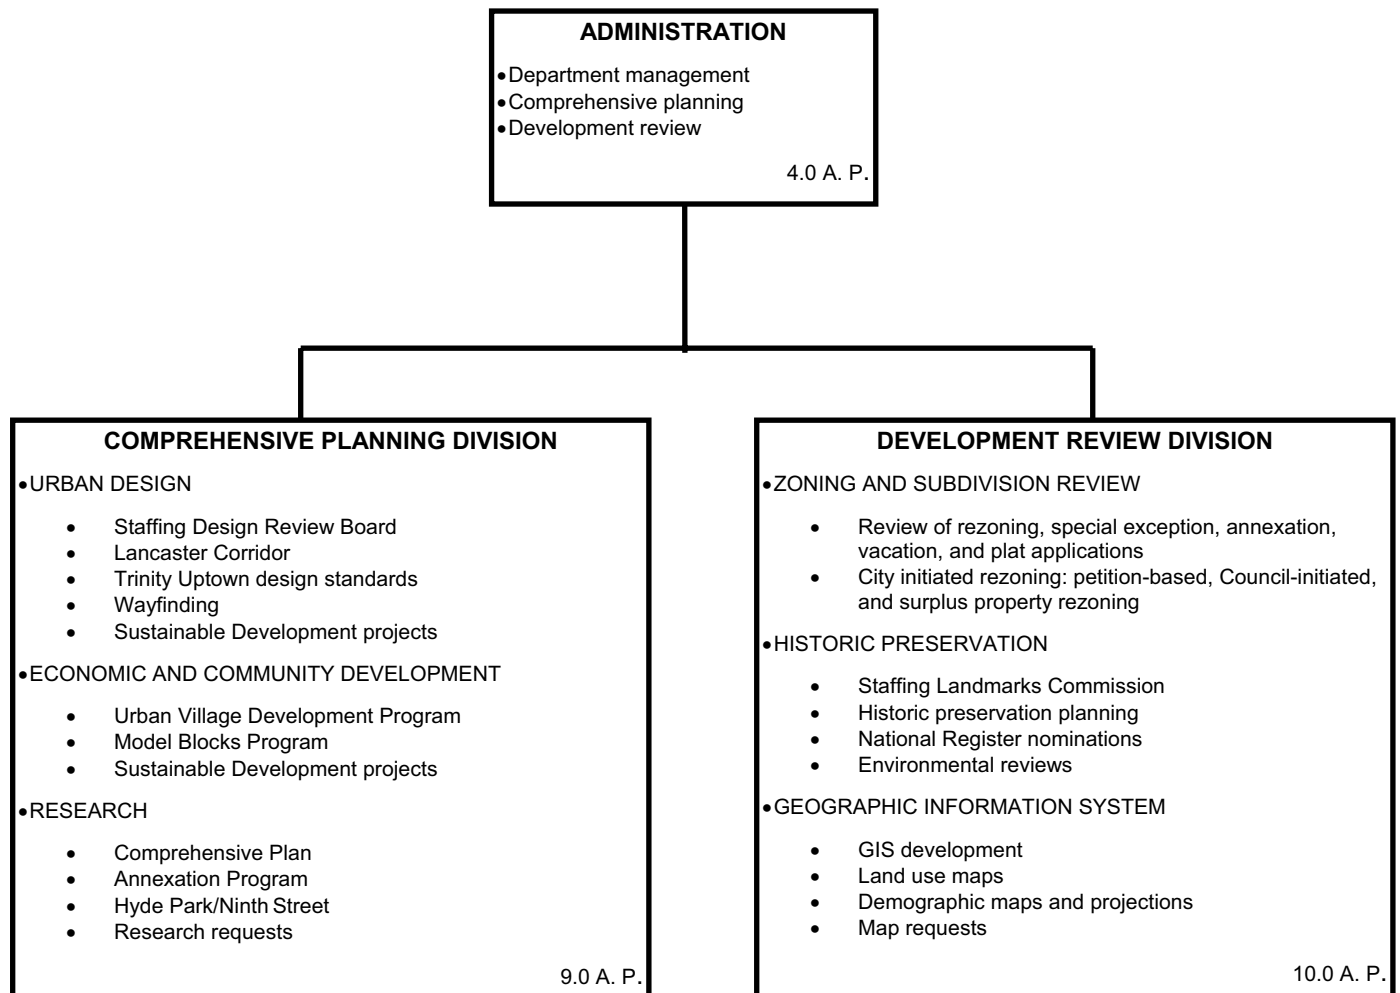 ADMINISTRATION
•Department management
•Comprehensive planning
•Development review
4.0 A. P.
COMPREHENSIVE PLANNING DIVISION
•URBAN DESIGN
• Staffing Design Review Board
• Lancaster Corridor
• Trinity Uptown design standards
• Wayfinding
• Sustainable Development projects
•ECONOMIC AND COMMUNITY DEVELOPMENT
• Urban Village Development Program
• Model Blocks Program
• Sustainable Development projects
•RESEARCH
• Comprehensive Plan
• Annexation Program
• Hyde Park/Ninth Street
• Research requests
9.0 A. P.
DEVELOPMENT REVIEW DIVISION
•ZONING AND SUBDIVISION REVIEW
• Review of rezoning, special exception, annexation,
vacation, and plat applications
• City initiated rezoning: petition-based, Council-initiated,
and surplus property rezoning
•HISTORIC PRESERVATION
• Staffing Landmarks Commission
• Historic preservation planning
• National Register nominations
• Environmental reviews
•GEOGRAPHIC INFORMATION SYSTEM
• GIS development
• Land use maps
• Demographic maps and projections
• Map requests
10.0 A. P.